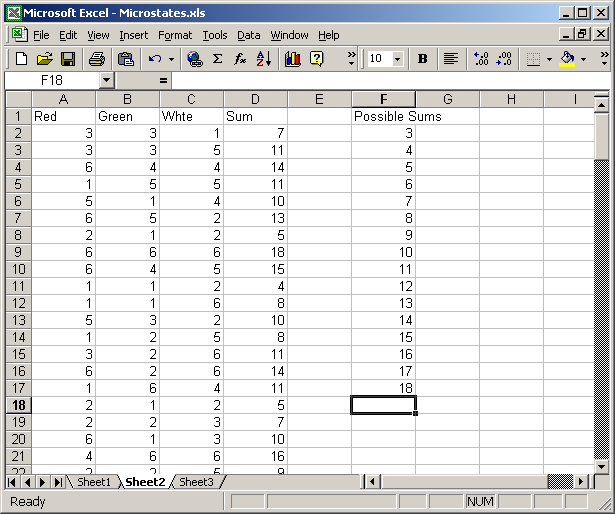 Microsoft Excel - Microstates.xls
File Edit View Insert Format Tools Data Window Help
Σ fx A Z » 10 B »
F18 =
A B C D E F G H I
1 Red Green Whte Sum Possible Sums
2 3 3 1 7 3
3 3 3 5 11 4
4 6 4 4 14 5
5 1 5 5 11 6
6 5 1 4 10 7
7 6 5 2 13 8
8 2 1 2 5 9
9 6 6 6 18 10
10 6 4 5 15 11
11 1 1 2 4 12
12 1 1 6 8 13
13 5 3 2 10 14
14 1 2 5 8 15
15 3 2 6 11 16
16 6 2 6 14 17
17 1 6 4 11 18
18 2 1 2 5
19 2 2 3 7
20 6 1 3 10
21 4 6 6 16
22 2 2 5 9
Sheet1 Sheet2 Sheet3
Ready NUM